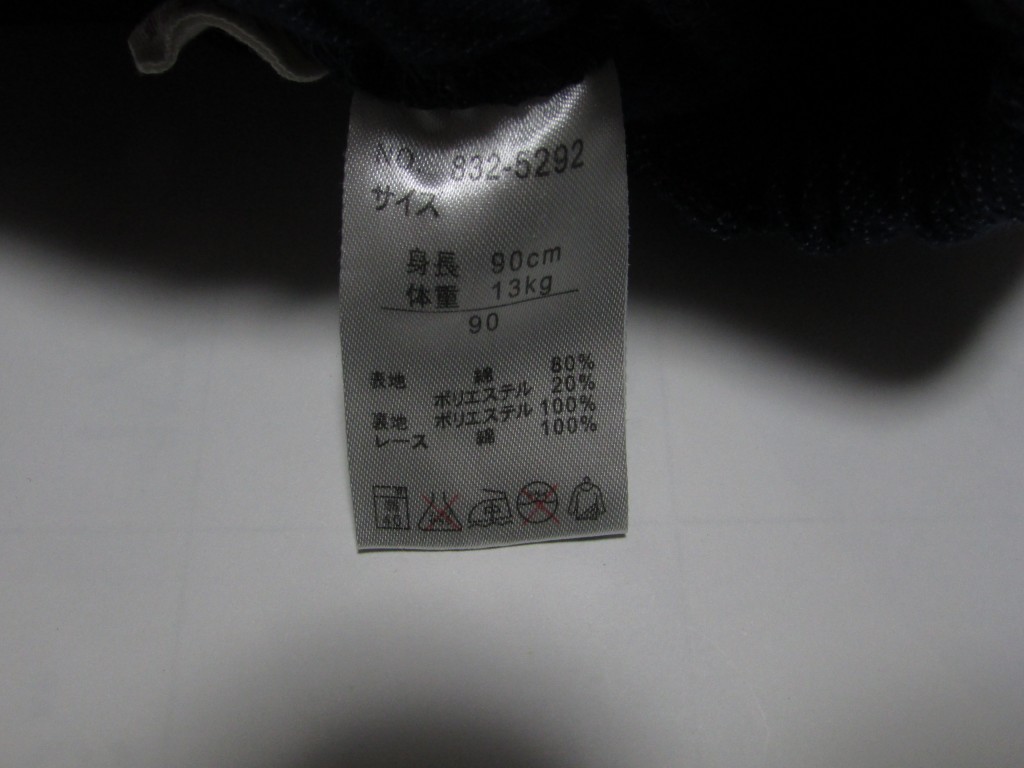 NO. 832-5292
サイズ
身長 90cm
体重 13kg
90
表地 綿 80%
ポリエステル 20%
裏地 ポリエステル 100%
レース 綿 100%
40
中